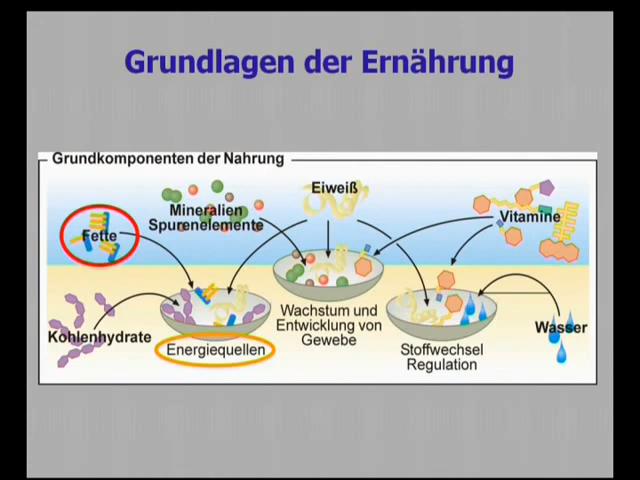 Grundlagen der Ernährung
Grundkomponenten der Nahrung
Eiweiß
Mineralien
Spurenelemente
Vitamine
Fette
Kohlenhydrate
Energiequellen
Wachstum und
Entwicklung von
Gewebe
Stoffwechsel
Regulation
Wasser